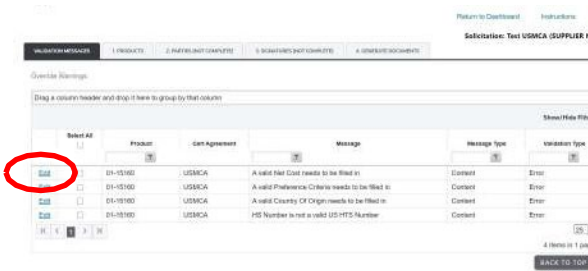 Return to Dashboard Instructions
Solicitation: Test USMCA (SUPPLIER
VALIDATION MESSAGES 1. PRODUCTS 2. PARTIES (NOT COMPLETE) 3. SIGNATURES (NOT COMPLETE) 4. GENERATE DOCUMENTS
Override Warnings
Drag a column header and drop it here to group by that column
Show/Hide Filt
Select All Product Cert Agreement Message Message Type Validation Type
Edit 01-15160 USMCA A valid Net Cost needs to be filled in Content Error
Edit 01-15160 USMCA A valid Preference Criteria needs to be filled in Content Error
Edit 01-15160 USMCA A valid Country Of Origin needs to be filled in Content Error
Edit 01-15160 USMCA HS Number is not a valid US HTS Number Content Error
1 25
4 items in 1 pa
BACK TO TOP